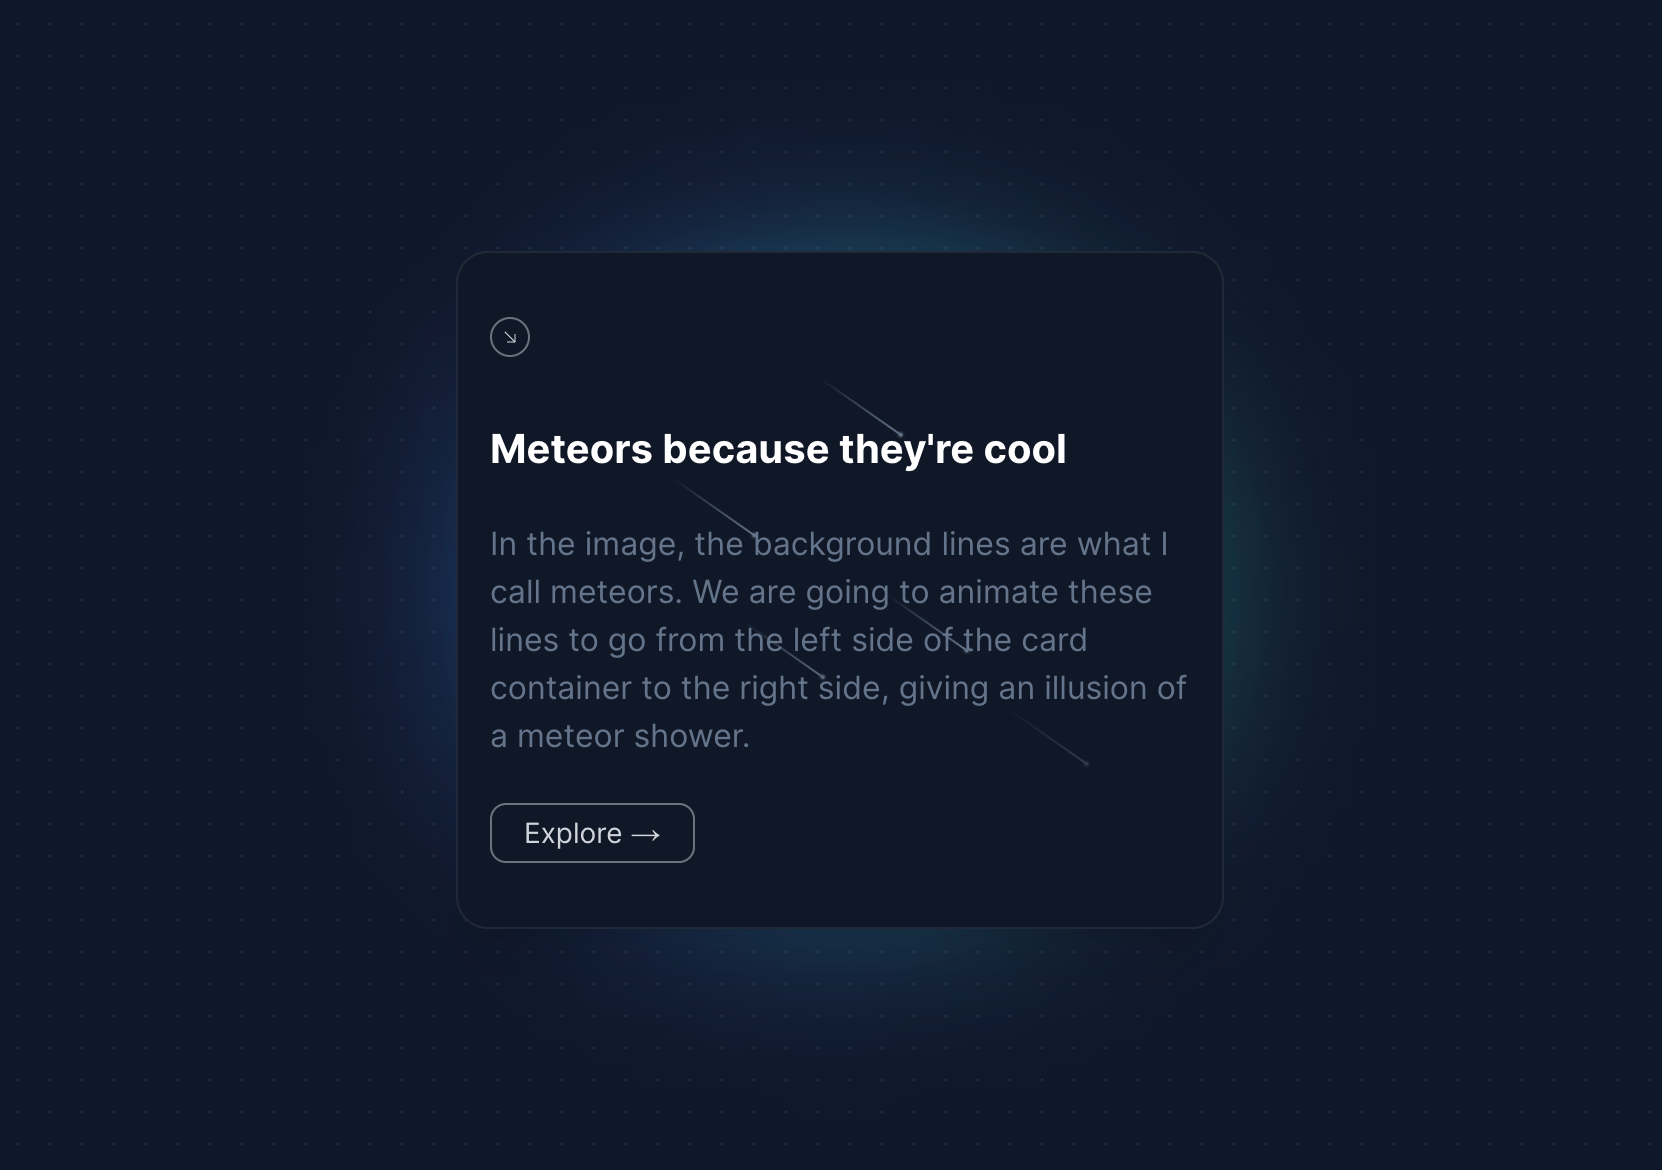 Meteors because they're cool
In the image, the background lines are what I
call meteors. We are going to animate these
lines to go from the left side of the card
container to the right side, giving an illusion of
a meteor shower.
Explore →